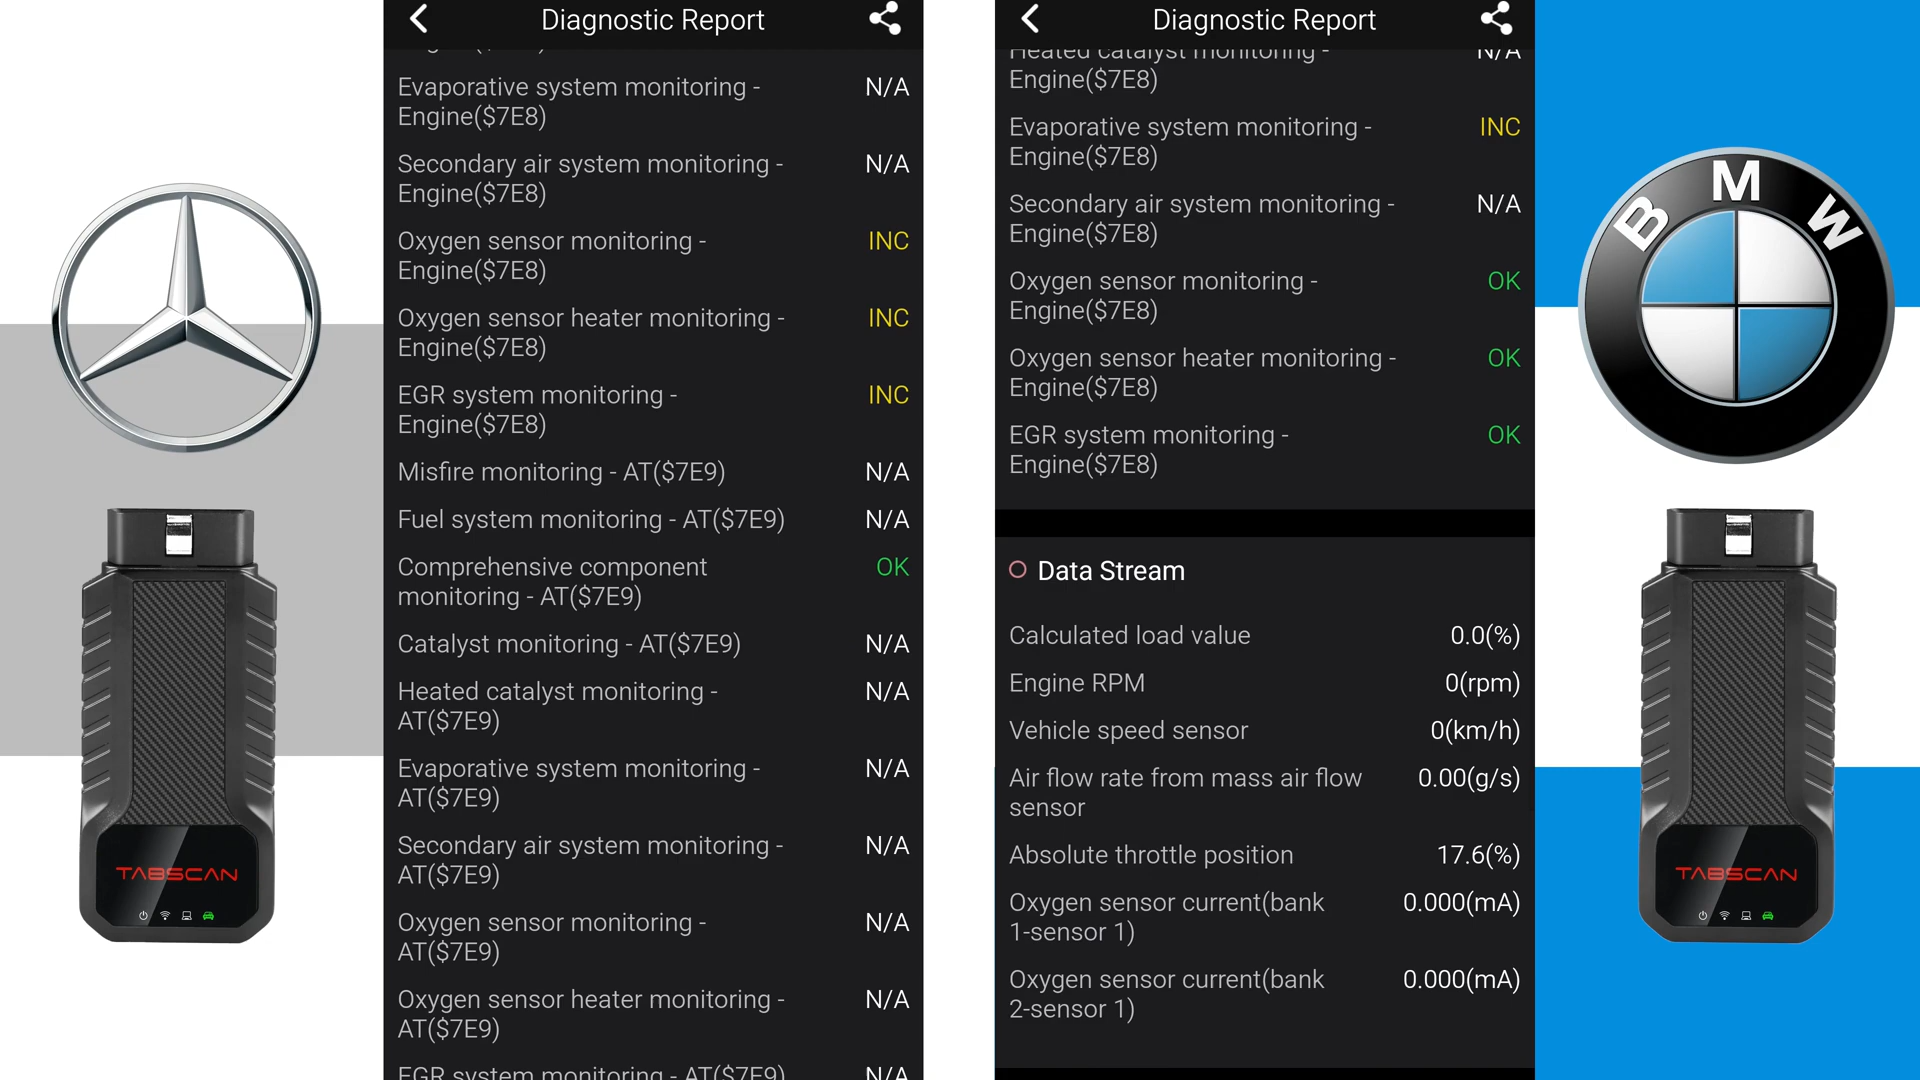 Diagnostic Report
Evaporative system monitoring - N/A
Engine($7E8)
Secondary air system monitoring - N/A
Engine($7E8)
Oxygen sensor monitoring - INC
Engine($7E8)
Oxygen sensor heater monitoring - INC
Engine($7E8)
EGR system monitoring - INC
Engine($7E8)
Misfire monitoring - AT($7E9) N/A
Fuel system monitoring - AT($7E9) N/A
Comprehensive component OK
monitoring - AT($7E9)
Catalyst monitoring - AT($7E9) N/A
Heated catalyst monitoring - N/A
AT($7E9)
Evaporative system monitoring - N/A
AT($7E9)
Secondary air system monitoring - N/A
AT($7E9)
Oxygen sensor monitoring - N/A
AT($7E9)
Oxygen sensor heater monitoring - N/A
AT($7E9)
EGR system monitoring - AT($7E9) N/A
TABSCAN
Diagnostic Report
Heated catalyst monitoring - N/A
Engine($7E8)
Evaporative system monitoring - INC
Engine($7E8)
Secondary air system monitoring - N/A
Engine($7E8)
Oxygen sensor monitoring - OK
Engine($7E8)
Oxygen sensor heater monitoring - OK
Engine($7E8)
EGR system monitoring - OK
Engine($7E8)
Data Stream
Calculated load value 0.0(%)
Engine RPM 0(rpm)
Vehicle speed sensor 0(km/h)
Air flow rate from mass air flow 0.00(g/s)
sensor
Absolute throttle position 17.6(%)
Oxygen sensor current(bank 0.000(mA)
1-sensor 1)
Oxygen sensor current(bank 0.000(mA)
2-sensor 1)
BMW
TABSCAN